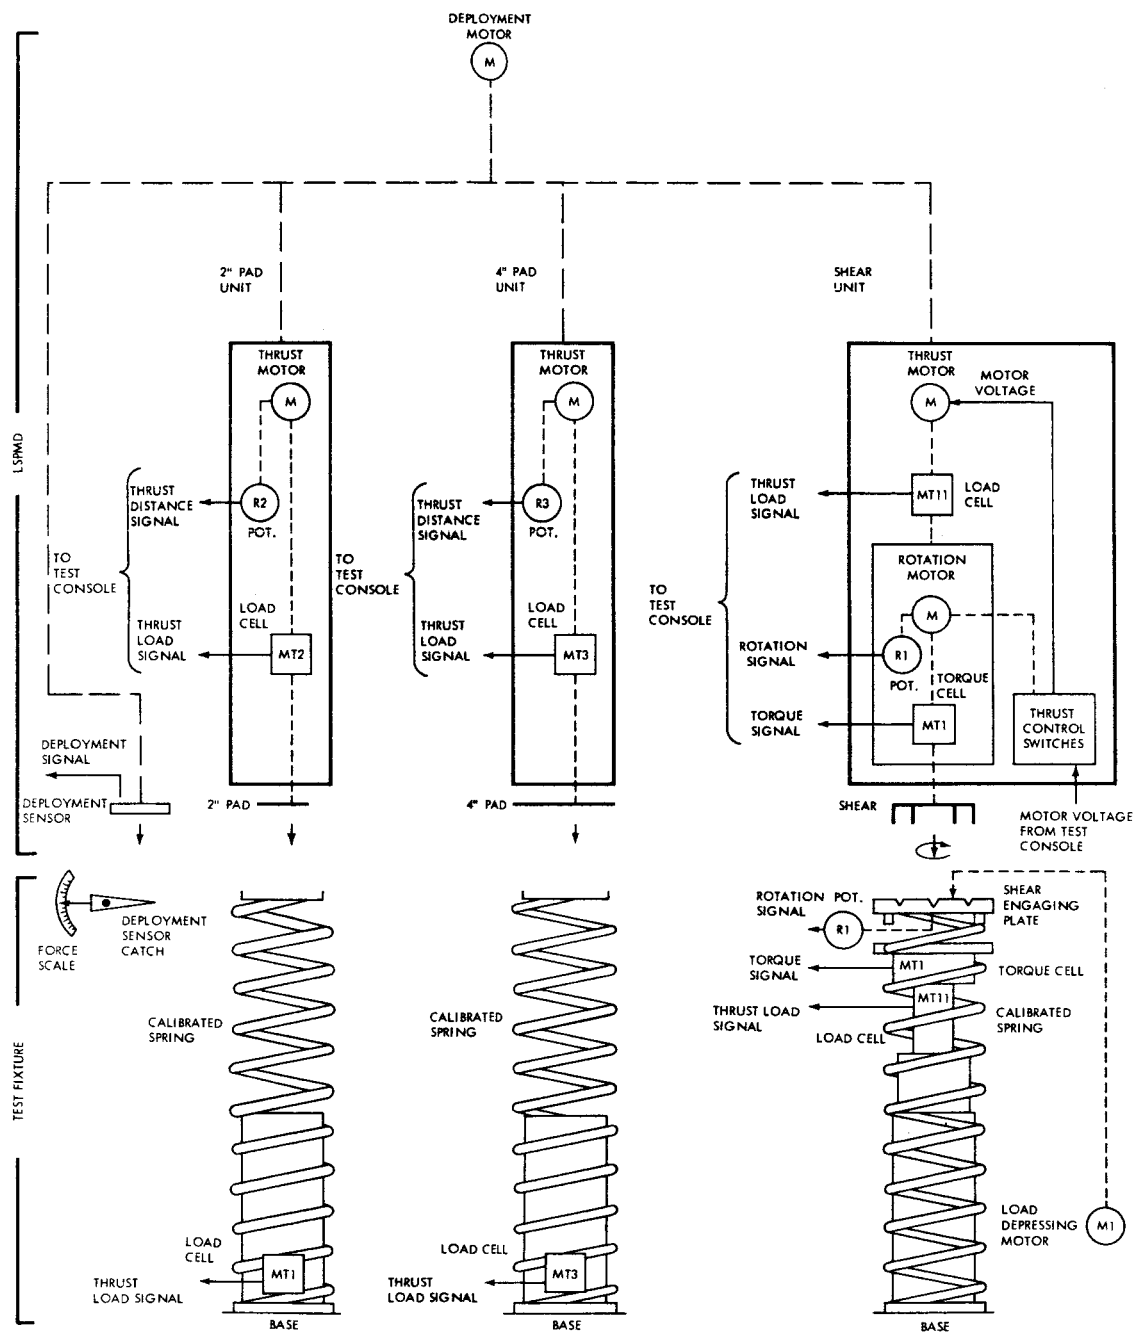 DEPLOYMENT
MOTOR
M
LSPMD
2" PAD
UNIT
4" PAD
UNIT
SHEAR
UNIT
THRUST
MOTOR
M
THRUST
DISTANCE
SIGNAL
R2
POT.
TO
TEST
CONSOLE
THRUST LOAD
SIGNAL
LOAD
CELL
MT2
THRUST
MOTOR
M
THRUST
DISTANCE
SIGNAL
R3
POT.
TO
TEST
CONSOLE
THRUST LOAD
SIGNAL
LOAD
CELL
MT3
THRUST
MOTOR
MOTOR
VOLTAGE
M
THRUST
LOAD
SIGNAL
MT11
LOAD
CELL
ROTATION
MOTOR
M
TO
TEST
CONSOLE
ROTATION
SIGNAL
R1
POT.
TORQUE
CELL
TORQUE
SIGNAL
MT1
THRUST
CONTROL
SWITCHES
DEPLOYMENT
SIGNAL
DEPLOYMENT
SENSOR
2" PAD
4" PAD
SHEAR
MOTOR VOLTAGE
FROM TEST
CONSOLE
TEST FIXTURE
FORCE
SCALE
DEPLOYMENT
SENSOR
CATCH
CALIBRATED
SPRING
LOAD
CELL
MT1
THRUST
LOAD SIGNAL
BASE
CALIBRATED
SPRING
LOAD CELL
MT3
THRUST
LOAD SIGNAL
BASE
ROTATION POT.
SIGNAL
R1
SHEAR
ENGAGING
PLATE
TORQUE
SIGNAL
MT1
TORQUE CELL
THRUST LOAD
SIGNAL
MT11
LOAD CELL
CALIBRATED
SPRING
LOAD
DEPRESSING
MOTOR
M1
BASE